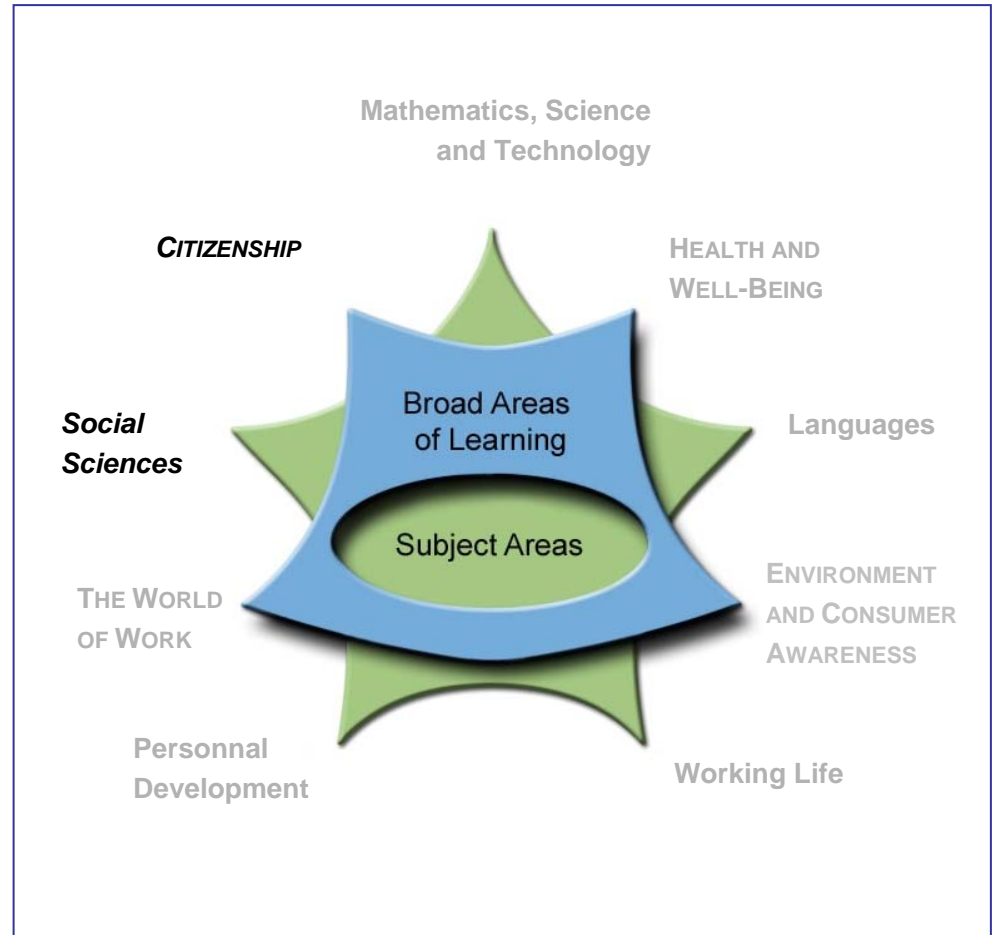 Mathematics, Science
and Technology
CITIZENSHIP
HEALTH AND
WELL-BEING
Broad Areas
of Learning
Social
Sciences
Languages
Subject Areas
THE WORLD
OF WORK
ENVIRONMENT
AND CONSUMER
AWARENESS
Personnal
Development
Working Life